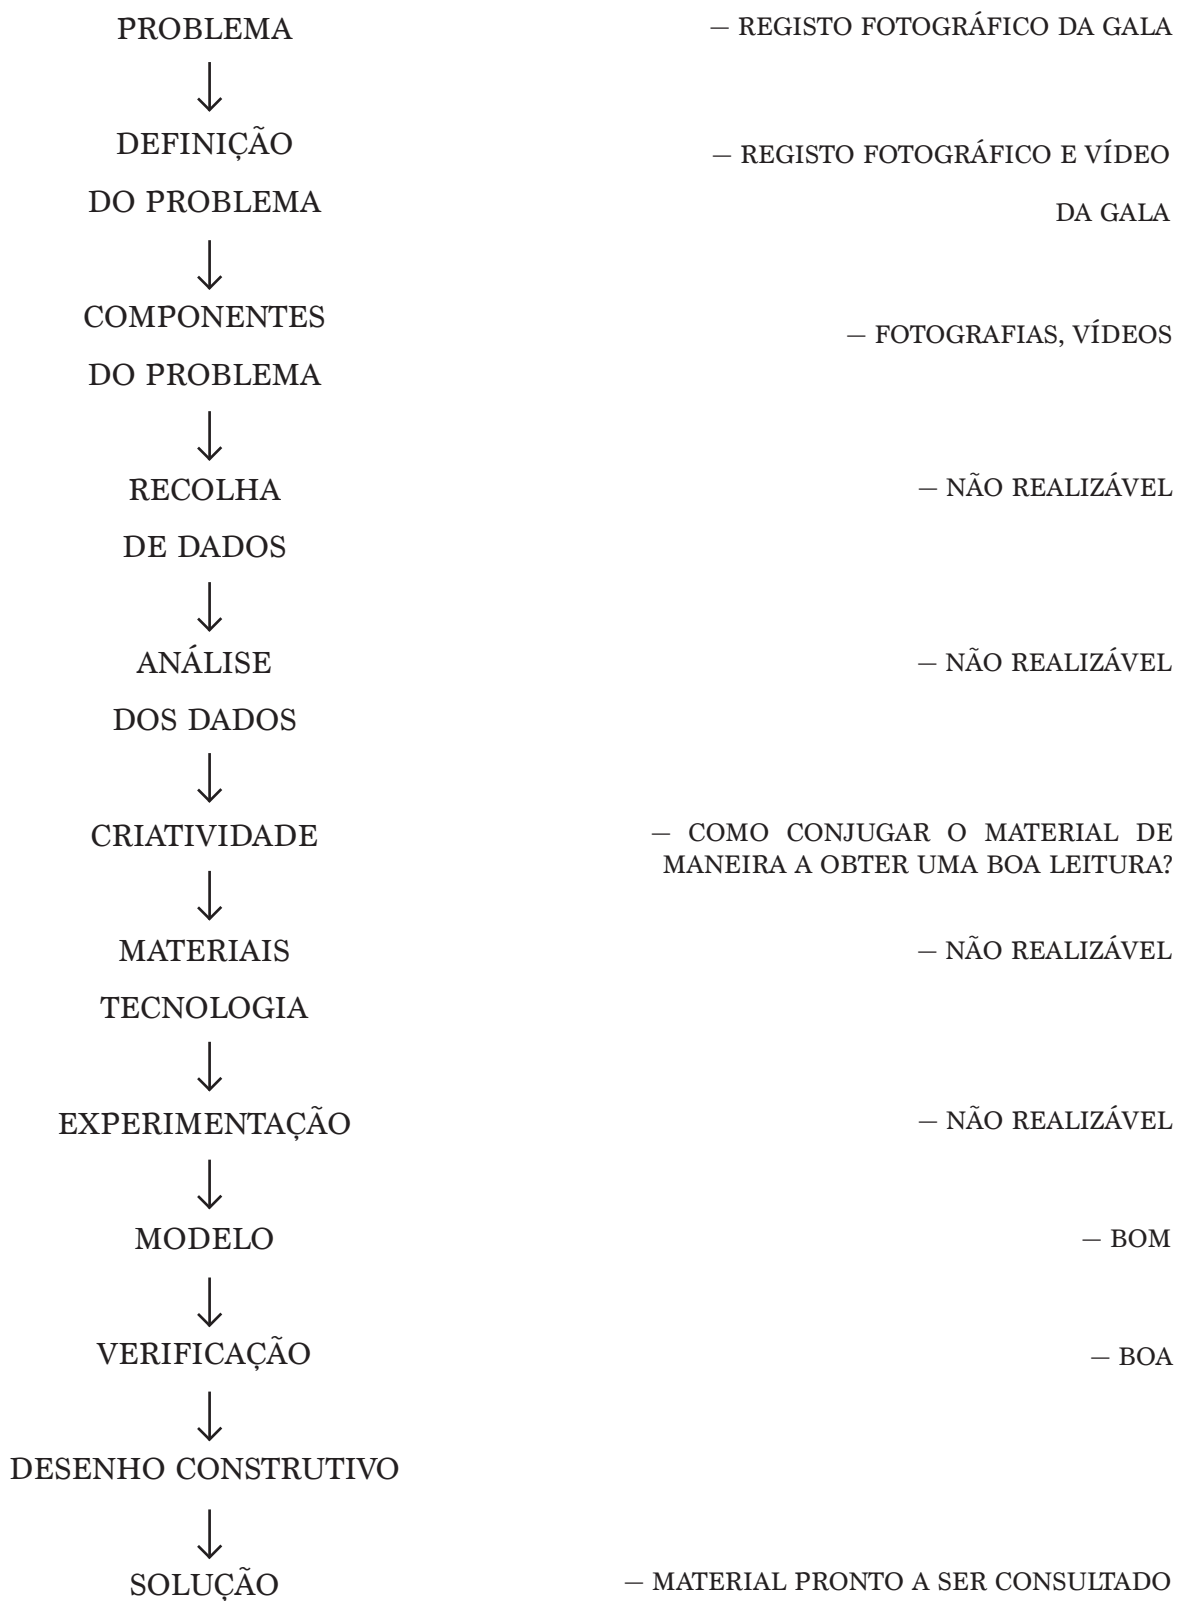 PROBLEMA
— REGISTO FOTOGRÁFICO DA GALA
DEFINIÇÃO
DO PROBLEMA
— REGISTO FOTOGRÁFICO E VÍDEO
DA GALA
COMPONENTES
DO PROBLEMA
— FOTOGRAFIAS, VÍDEOS
RECOLHA
DE DADOS
— NÃO REALIZÁVEL
ANÁLISE
DOS DADOS
— NÃO REALIZÁVEL
CRIATIVIDADE
— COMO CONJUGAR O MATERIAL DE
MANEIRA A OBTER UMA BOA LEITURA?
MATERIAIS
TECNOLOGIA
— NÃO REALIZÁVEL
EXPERIMENTAÇÃO
— NÃO REALIZÁVEL
MODELO
— BOM
VERIFICAÇÃO
— BOA
DESENHO CONSTRUTIVO
SOLUÇÃO
— MATERIAL PRONTO A SER CONSULTADO